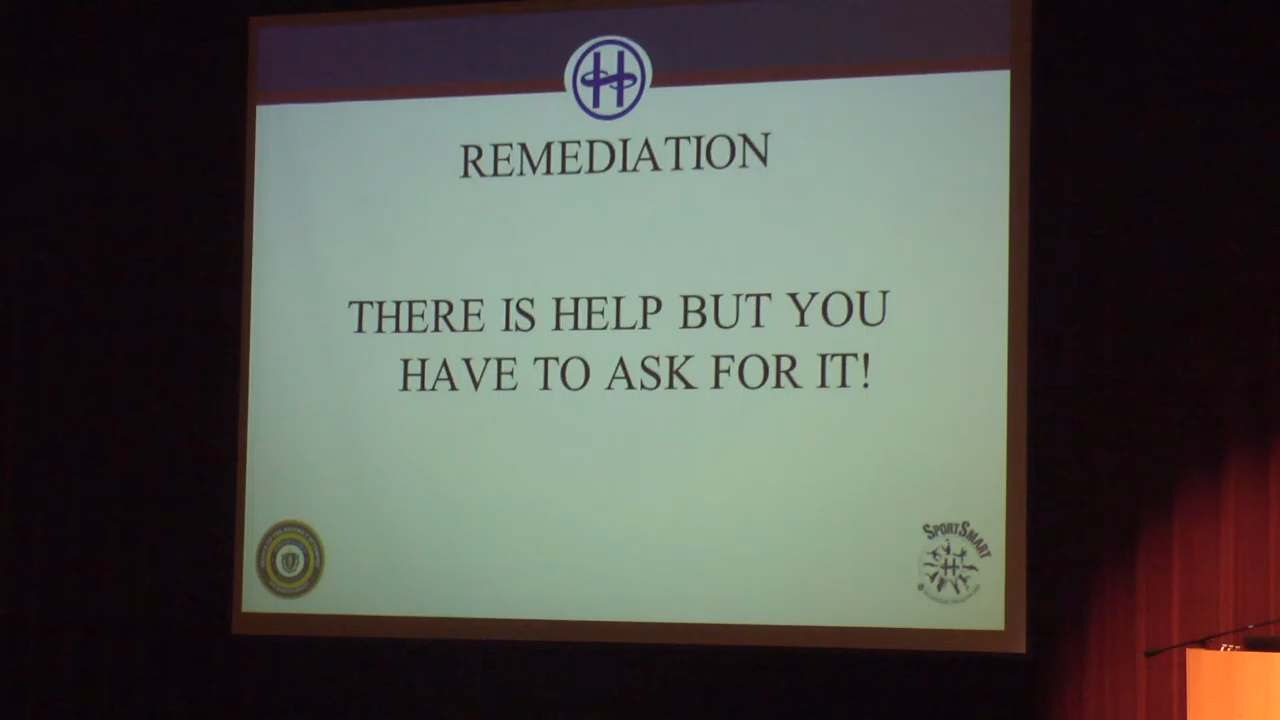 H
REMEDIATION
THERE IS HELP BUT YOU
HAVE TO ASK FOR IT!
SPORTSMART
H